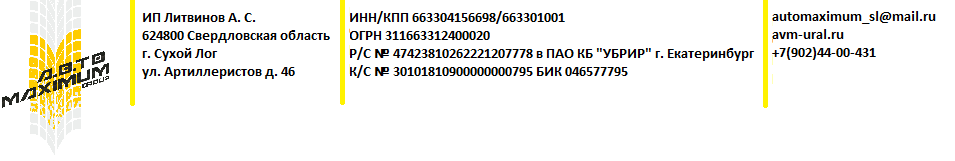 А.В.ТО
MAXIMUM
GROUP
ИП Литвинов А. С.
624800 Свердловская область
г. Сухой Лог
ул. Артиллеристов д. 46
ИНН/КПП 663304156698/663301001
ОГРН 311663312400020
Р/С № 47423810262221207778 в ПАО КБ "УБРИР" г. Екатеринбург
К/С № 30101810900000000795 БИК 046577795
automaximum_sl@mail.ru
avm-ural.ru
+7(902)44-00-431